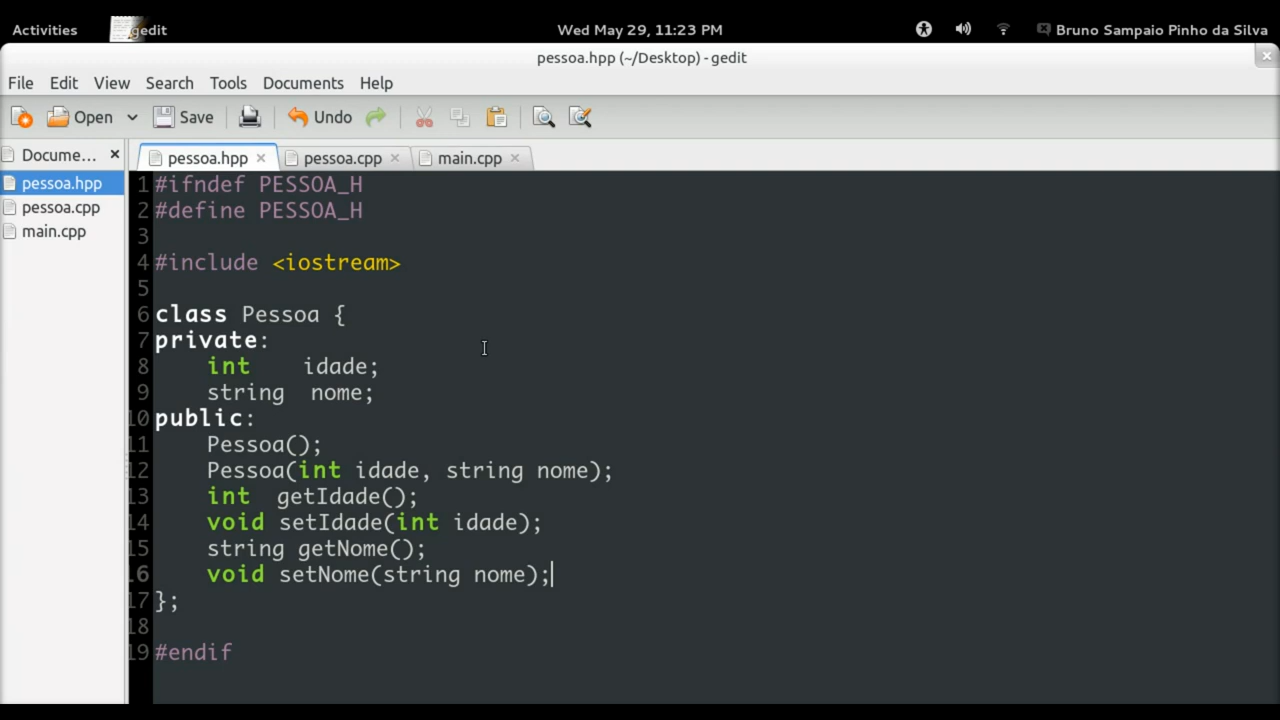 Activities gedit Wed May 29, 11:23 PM Bruno Sampaio Pinho da Silva
pessoa.hpp (~/Desktop) - gedit
File Edit View Search Tools Documents Help
Open Save Undo
Docume... pessoa.hpp pessoa.cpp main.cpp
pessoa.hpp
pessoa.cpp
main.cpp
1 #ifndef PESSOA_H
2 #define PESSOA_H
3
4 #include <iostream>
5
6 class Pessoa {
7 private:
8     int    idade;
9     string  nome;
10 public:
11     Pessoa();
12     Pessoa(int idade, string nome);
13     int  getIdade();
14     void setIdade(int idade);
15     string getNome();
16     void setNome(string nome);
17 };
18
19 #endif